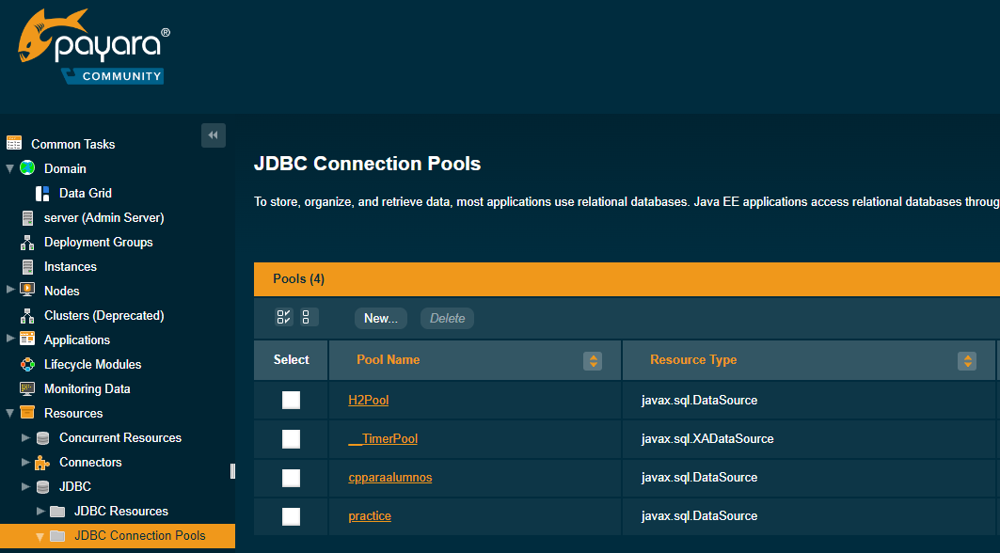 payara®
COMMUNITY
Common Tasks
Domain
Data Grid
server (Admin Server)
Deployment Groups
Instances
Nodes
Clusters (Deprecated)
Applications
Lifecycle Modules
Monitoring Data
Resources
Concurrent Resources
Connectors
JDBC
JDBC Resources
JDBC Connection Pools
JDBC Connection Pools
To store, organize, and retrieve data, most applications use relational databases. Java EE applications access relational databases throug
Pools (4)
New... Delete
Select Pool Name Resource Type
H2Pool javax.sql.DataSource
__TimerPool javax.sql.XADataSource
cpparaalumnos javax.sql.DataSource
practice javax.sql.DataSource